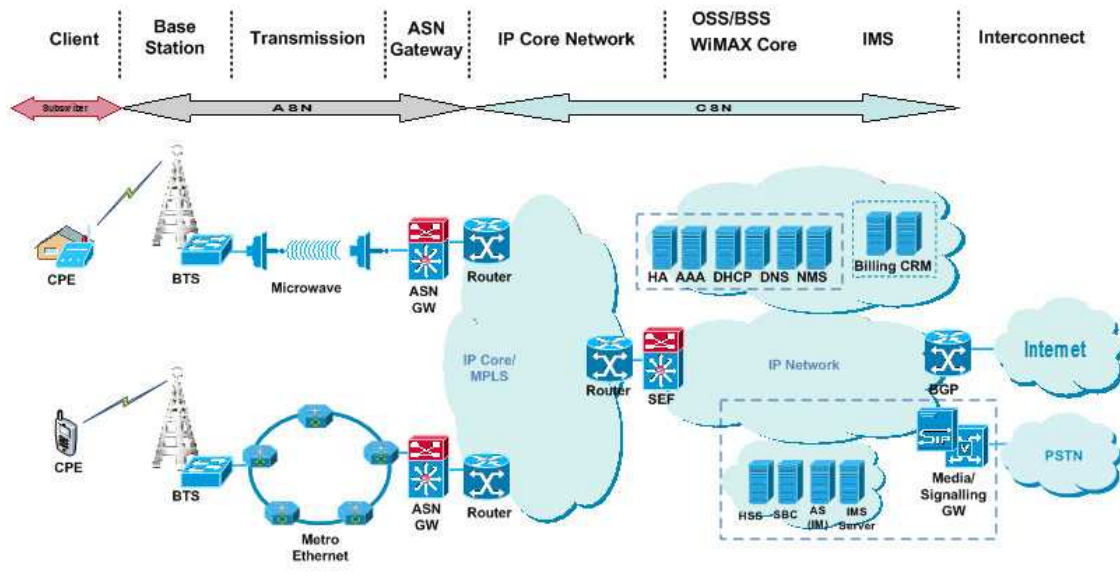 Client
Base
Station
Transmission
ASN
Gateway
IP Core Network
OSS/BSS
WiMAX Core
IMS
Interconnect
Subscriber
ASN
CSN
CPE
BTS
Microwave
ASN
GW
Router
HA AAA DHCP DNS NMS
Billing CRM
IP Core/
MPLS
Router
SEF
IP Network
BGP
Internet
CPE
BTS
Metro
Ethernet
ASN
GW
Router
HSS SBC AS
(IM)
IMS
Server
SIP
V
Media/
Signalling
GW
PSTN